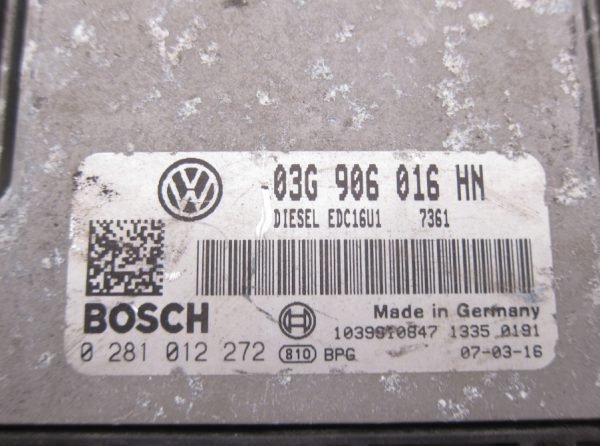 03G 906 016 HN
DIESEL EDC16U1 7361
BOSCH
Made in Germany
1039S10847 1335 0191
0 281 012 272 810 BPG 07-03-16